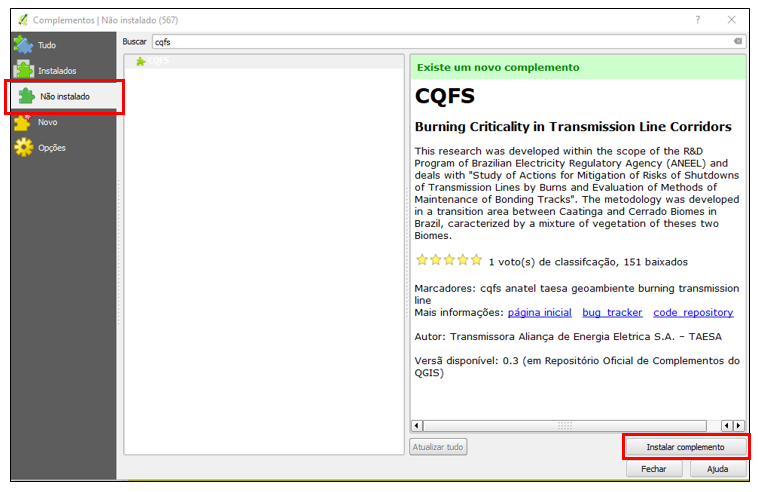 Complementos | Não instalado (567)
Tudo
Instalados
Não instalado
Novo
Opções
Buscar cqfs
CQFS
Existe um novo complemento
CQFS
Burning Criticality in Transmission Line Corridors
This research was developed within the scope of the R&D
Program of Brazilian Electricity Regulatory Agency (ANEEL) and
deals with "Study of Actions for Mitigation of Risks of Shutdowns
of Transmission Lines by Burns and Evaluation of Methods of
Maintenance of Bonding Tracks". The metodology was developed
in a transition area between Caatinga and Cerrado Biomes in
Brazil, caracterized by a mixture of vegetation of theses two
Biomes.
1 voto(s) de classifcação, 151 baixados
Marcadores: cqfs anatel taesa geoambiente burning transmission
line
Mais informações: página inicial bug tracker code repository
Autor: Transmissora Aliança de Energia Eletrica S.A. – TAESA
Versã disponível: 0.3 (em Repositório Oficial de Complementos do
QGIS)
Atualizar tudo
Instalar complemento
Fechar
Ajuda